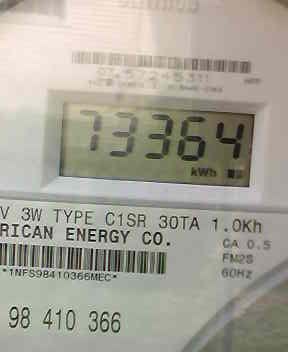 73364
kWh
V 3W TYPE C1SR 30TA 1.0Kh
RICAN ENERGY CO.
CA 0.5
FM2S
60HZ
*1NFS98410366MEC*
98 410 366